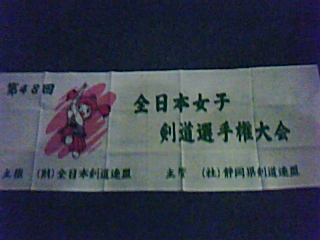 第48回
全日本女子
剣道選手権大会
主催 (財)全日本剣道連盟 主管 (社)静岡県剣道連盟